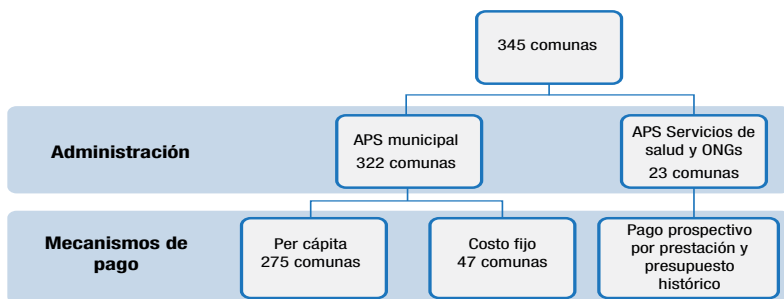 345 comunas
Administración
APS municipal
322 comunas
APS Servicios de
salud y ONGs
23 comunas
Mecanismos de
pago
Per cápita
275 comunas
Costo fijo
47 comunas
Pago prospectivo
por prestación y
presupuesto
histórico